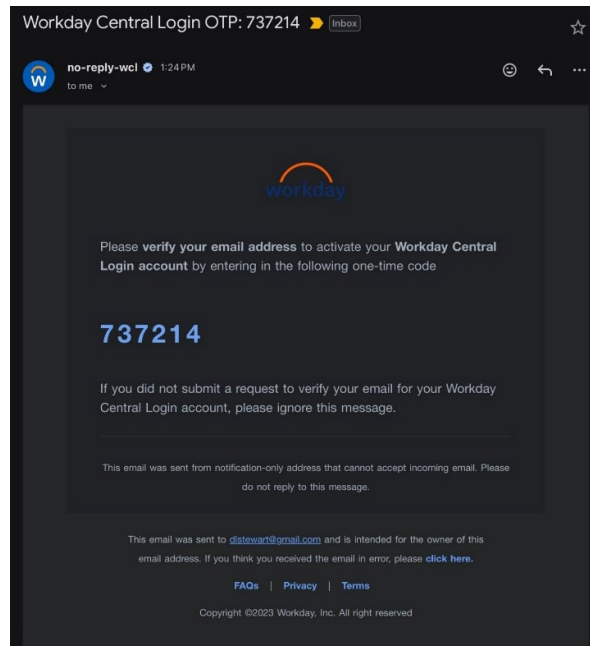 Workday Central Login OTP: 737214 Inbox
no-reply-wcl 1:24 PM
to me
workday
Please verify your email address to activate your Workday Central
Login account by entering in the following one-time code
737214
If you did not submit a request to verify your email for your Workday
Central Login account, please ignore this message.
This email was sent from notification-only address that cannot accept incoming email. Please
do not reply to this message.
This email was sent to dlstewart@gmail.com and is intended for the owner of this
email address. If you think you received the email in error, please click here.
FAQs | Privacy | Terms
Copyright ©2023 Workday, Inc. All right reserved